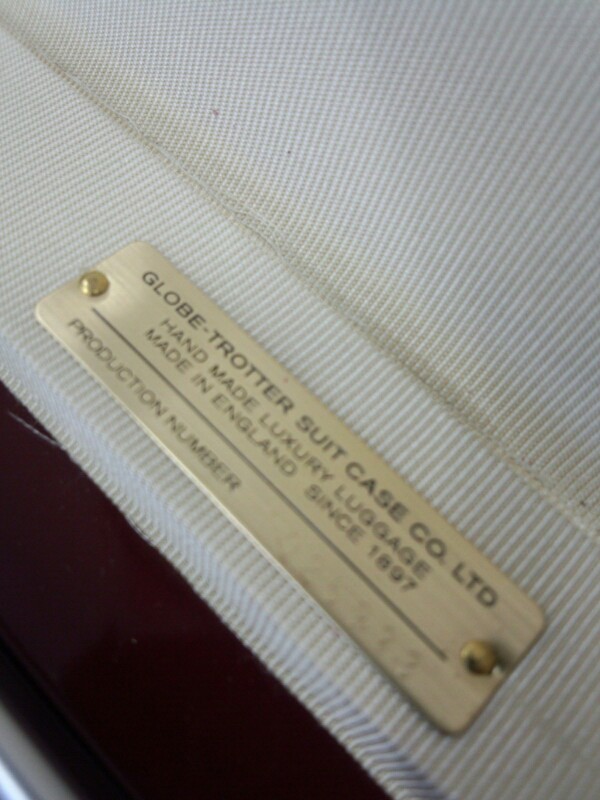 GLOBE-TROTTER SUIT CASE CO. LTD
HAND MADE LUXURY LUGGAGE
MADE IN ENGLAND SINCE 1897
PRODUCTION NUMBER